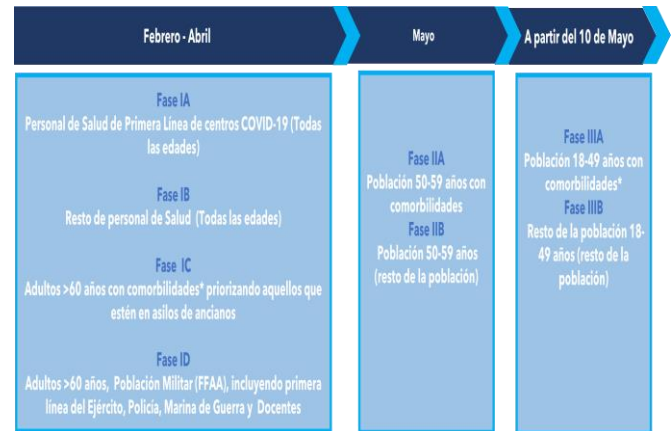 Febrero - Abril
Mayo
A partir del 10 de Mayo
Fase IA
Personal de Salud de Primera Línea de centros COVID-19 (Todas
las edades)
Fase IB
Resto de personal de Salud (Todas las edades)
Fase IC
Adultos >60 años con comorbilidades* priorizando aquellos que
estén en asilos de ancianos
Fase ID
Adultos >60 años, Población Militar (FFAA), incluyendo primera
línea del Ejército, Policía, Marina de Guerra y Docentes
Fase IIA
Población 50-59 años con
comorbilidades
Fase IIB
Población 50-59 años
(resto de la población)
Fase IIIA
Población 18-49 años con
comorbilidades*
Fase IIIB
Resto de la población 18-
49 años (resto de la
población)